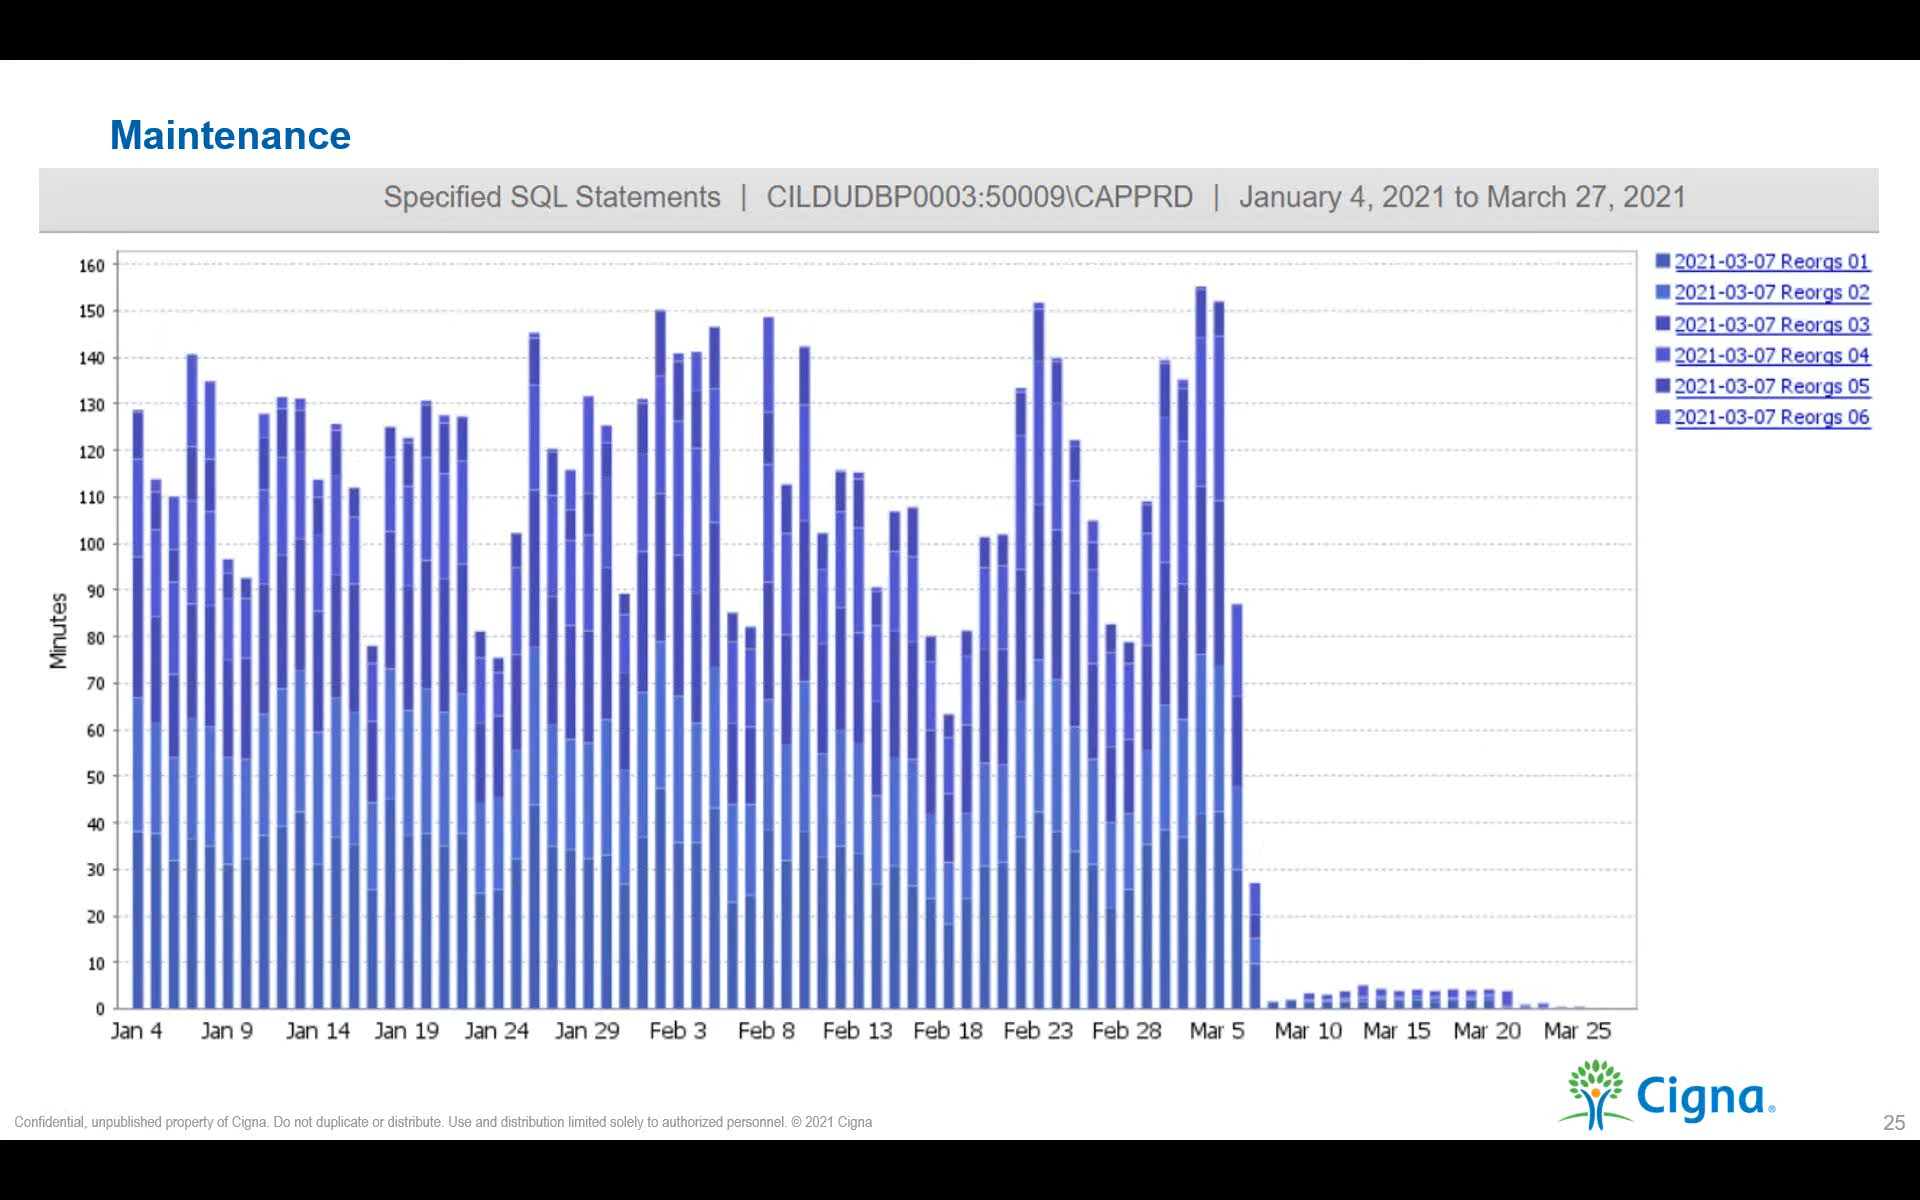 Maintenance
Specified SQL Statements | CILDUDBP0003:50009\CAPPRD | January 4, 2021 to March 27, 2021
160
150
140
130
120
110
100
90
80
70
60
50
40
30
20
10
0
Minutes
Jan 4 Jan 9 Jan 14 Jan 19 Jan 24 Jan 29 Feb 3 Feb 8 Feb 13 Feb 18 Feb 23 Feb 28 Mar 5 Mar 10 Mar 15 Mar 20 Mar 25
2021-03-07 Reorgs 01
2021-03-07 Reorgs 02
2021-03-07 Reorgs 03
2021-03-07 Reorgs 04
2021-03-07 Reorgs 05
2021-03-07 Reorgs 06
Cigna®
Confidential, unpublished property of Cigna. Do not duplicate or distribute. Use and distribution limited solely to authorized personnel. © 2021 Cigna
25